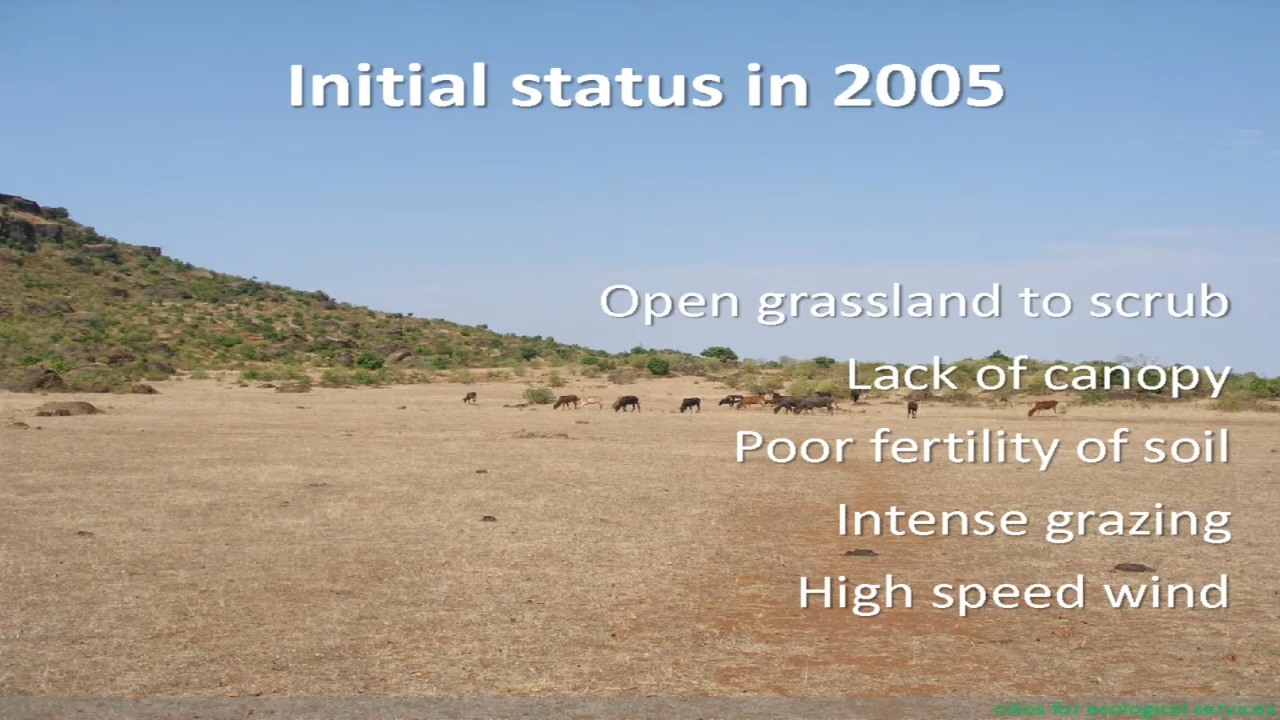 Initial status in 2005
Open grassland to scrub
Lack of canopy
Poor fertility of soil
Intense grazing
High speed wind
oikos for ecological services